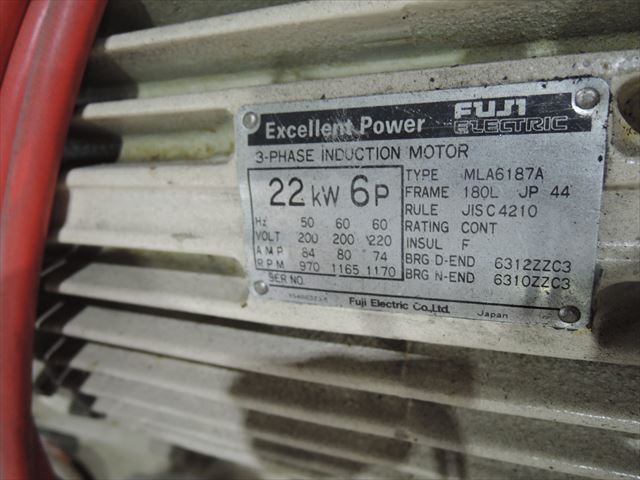 Excellent Power FUJI ELECTRIC
3-PHASE INDUCTION MOTOR
22 kW 6P
Hz 50 60 60
VOLT 200 200 220
AMP 84 80 74
RPM 970 1165 1170
SER NO.
TYPE MLA6187A
FRAME 180L JP 44
RULE JISC4210
RATING CONT
INSUL F
BRG D-END 6312ZZC3
BRG N-END 6310ZZC3
Fuji Electric Co.,Ltd. Japan